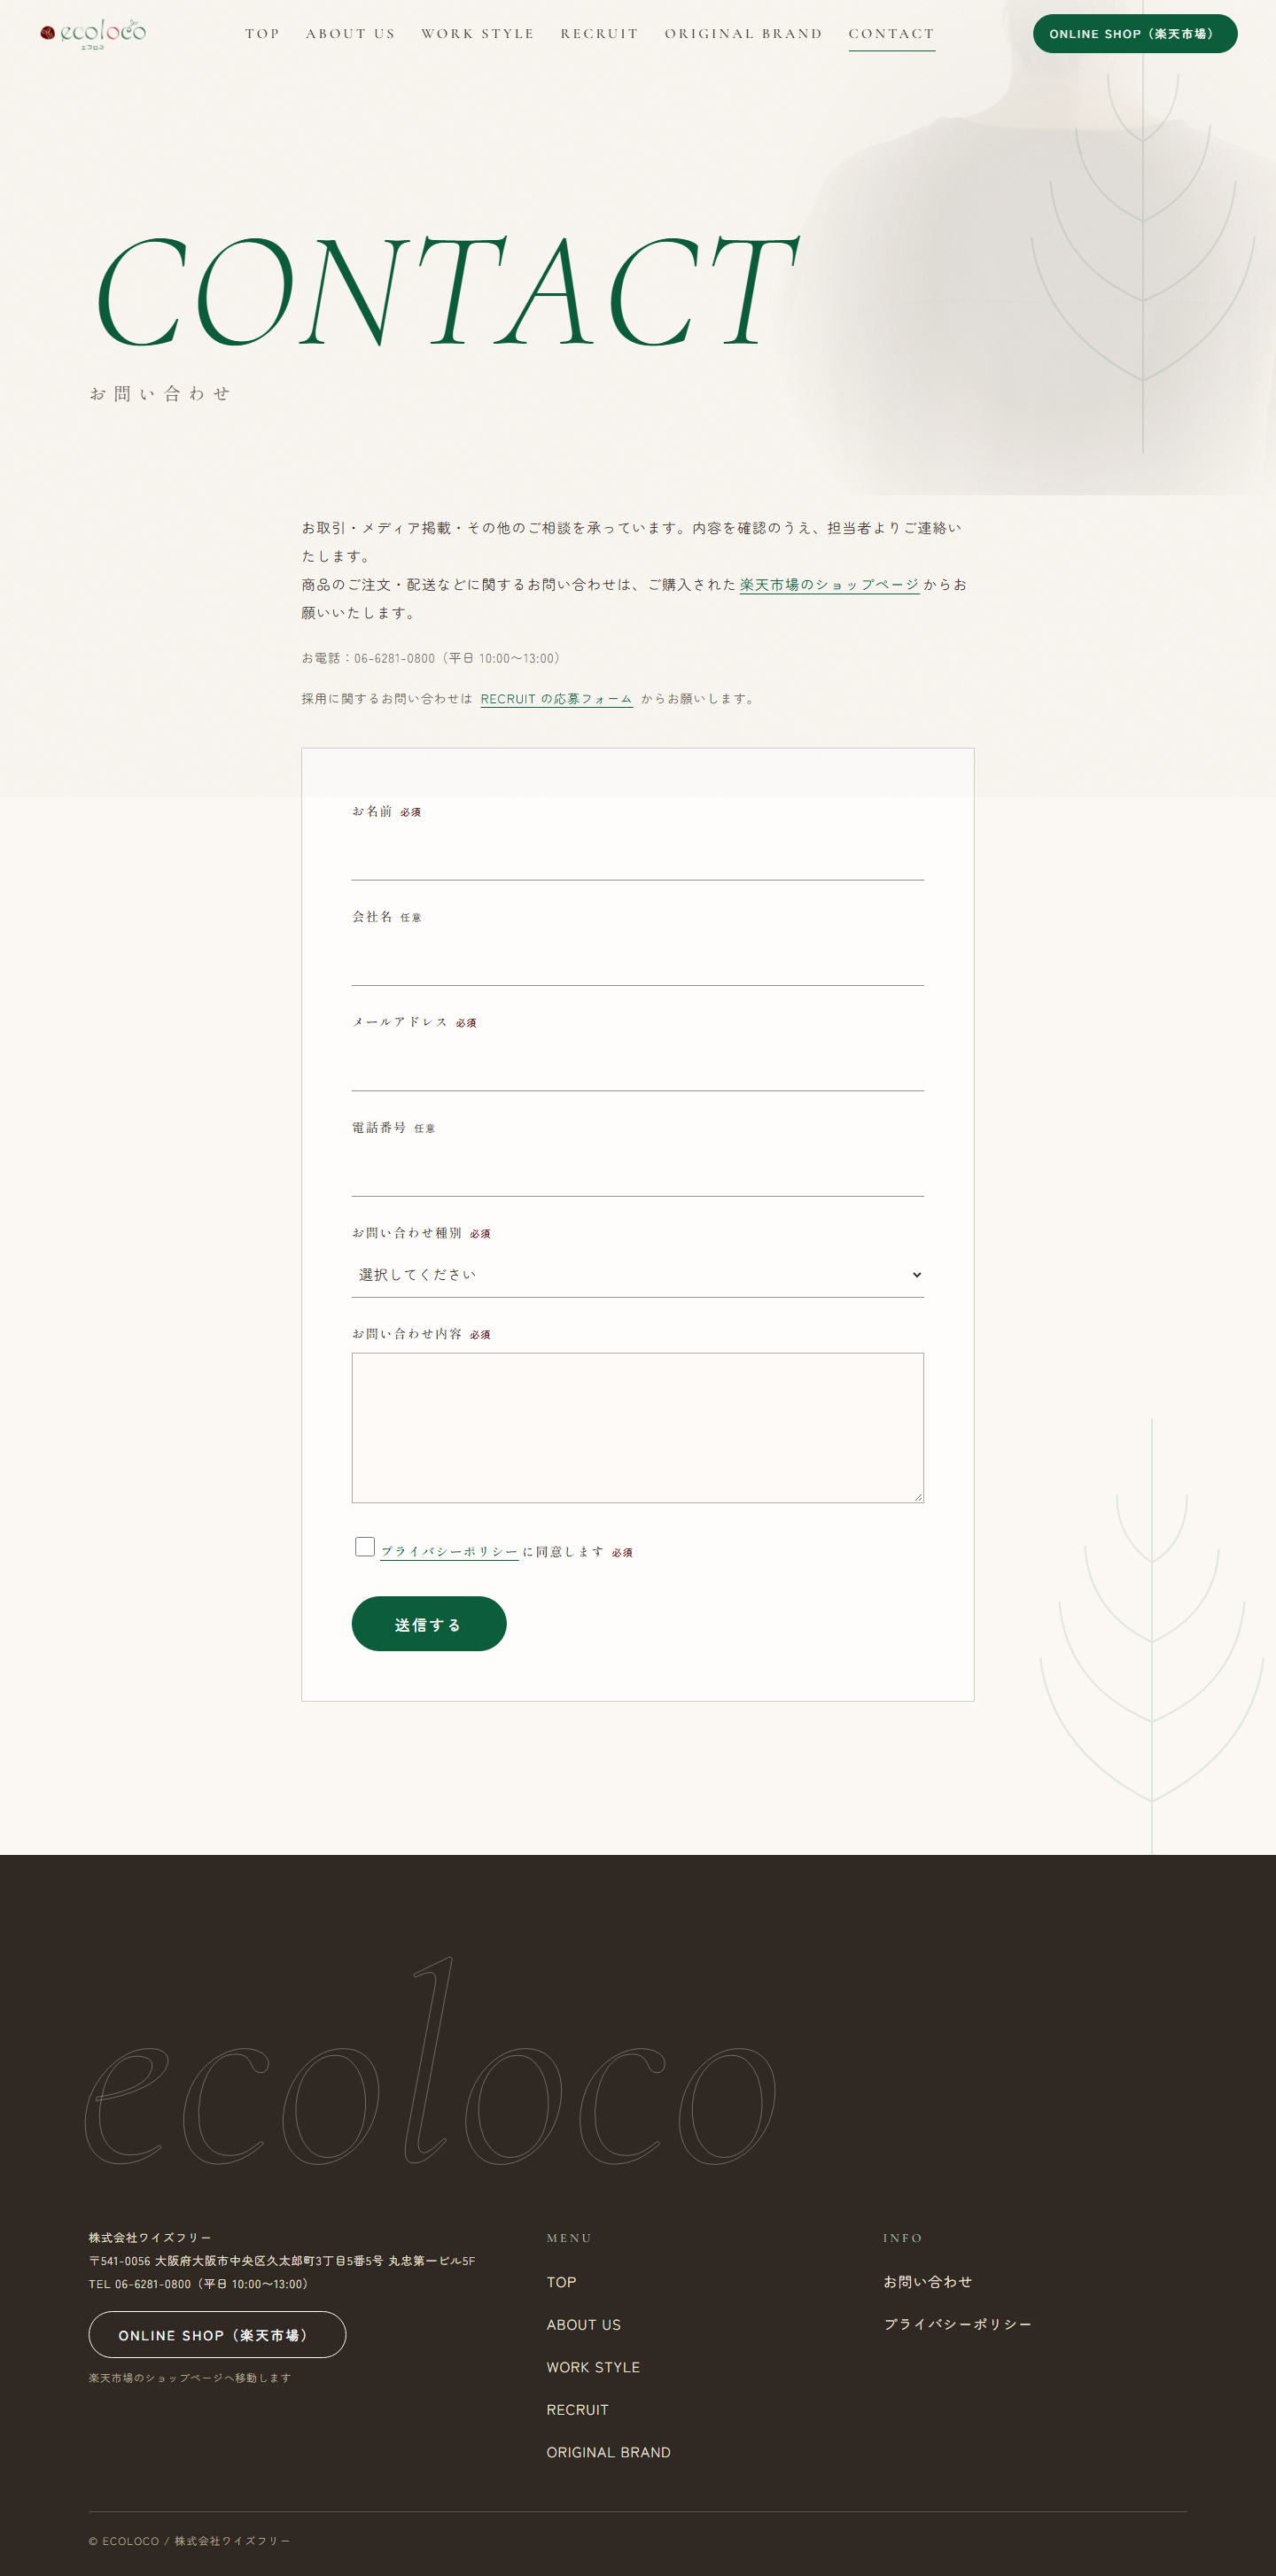 ecoloco
エコロコ
TOP ABOUT US WORK STYLE RECRUIT ORIGINAL BRAND CONTACT
ONLINE SHOP（楽天市場）
CONTACT
お問い合わせ
お取引・メディア掲載・その他のご相談を承っています。内容を確認のうえ、担当者よりご連絡い
たします。
商品のご注文・配送などに関するお問い合わせは、ご購入された 楽天市場のショップページ からお
願いいたします。
お電話：06-6281-0800（平日 10:00〜13:00）
採用に関するお問い合わせは RECRUIT の応募フォーム からお願いします。
お名前 必須
会社名 任意
メールアドレス 必須
電話番号 任意
お問い合わせ種別 必須
選択してください
お問い合わせ内容 必須
プライバシーポリシー に同意します 必須
送信する
ecoloco
株式会社ワイズフリー
〒541-0056 大阪府大阪市中央区久太郎町3丁目5番5号 丸忠第一ビル5F
TEL 06-6281-0800（平日 10:00〜13:00）
ONLINE SHOP（楽天市場）
楽天市場のショップページへ移動します
MENU
TOP
ABOUT US
WORK STYLE
RECRUIT
ORIGINAL BRAND
INFO
お問い合わせ
プライバシーポリシー
© ECOLOCO / 株式会社ワイズフリー